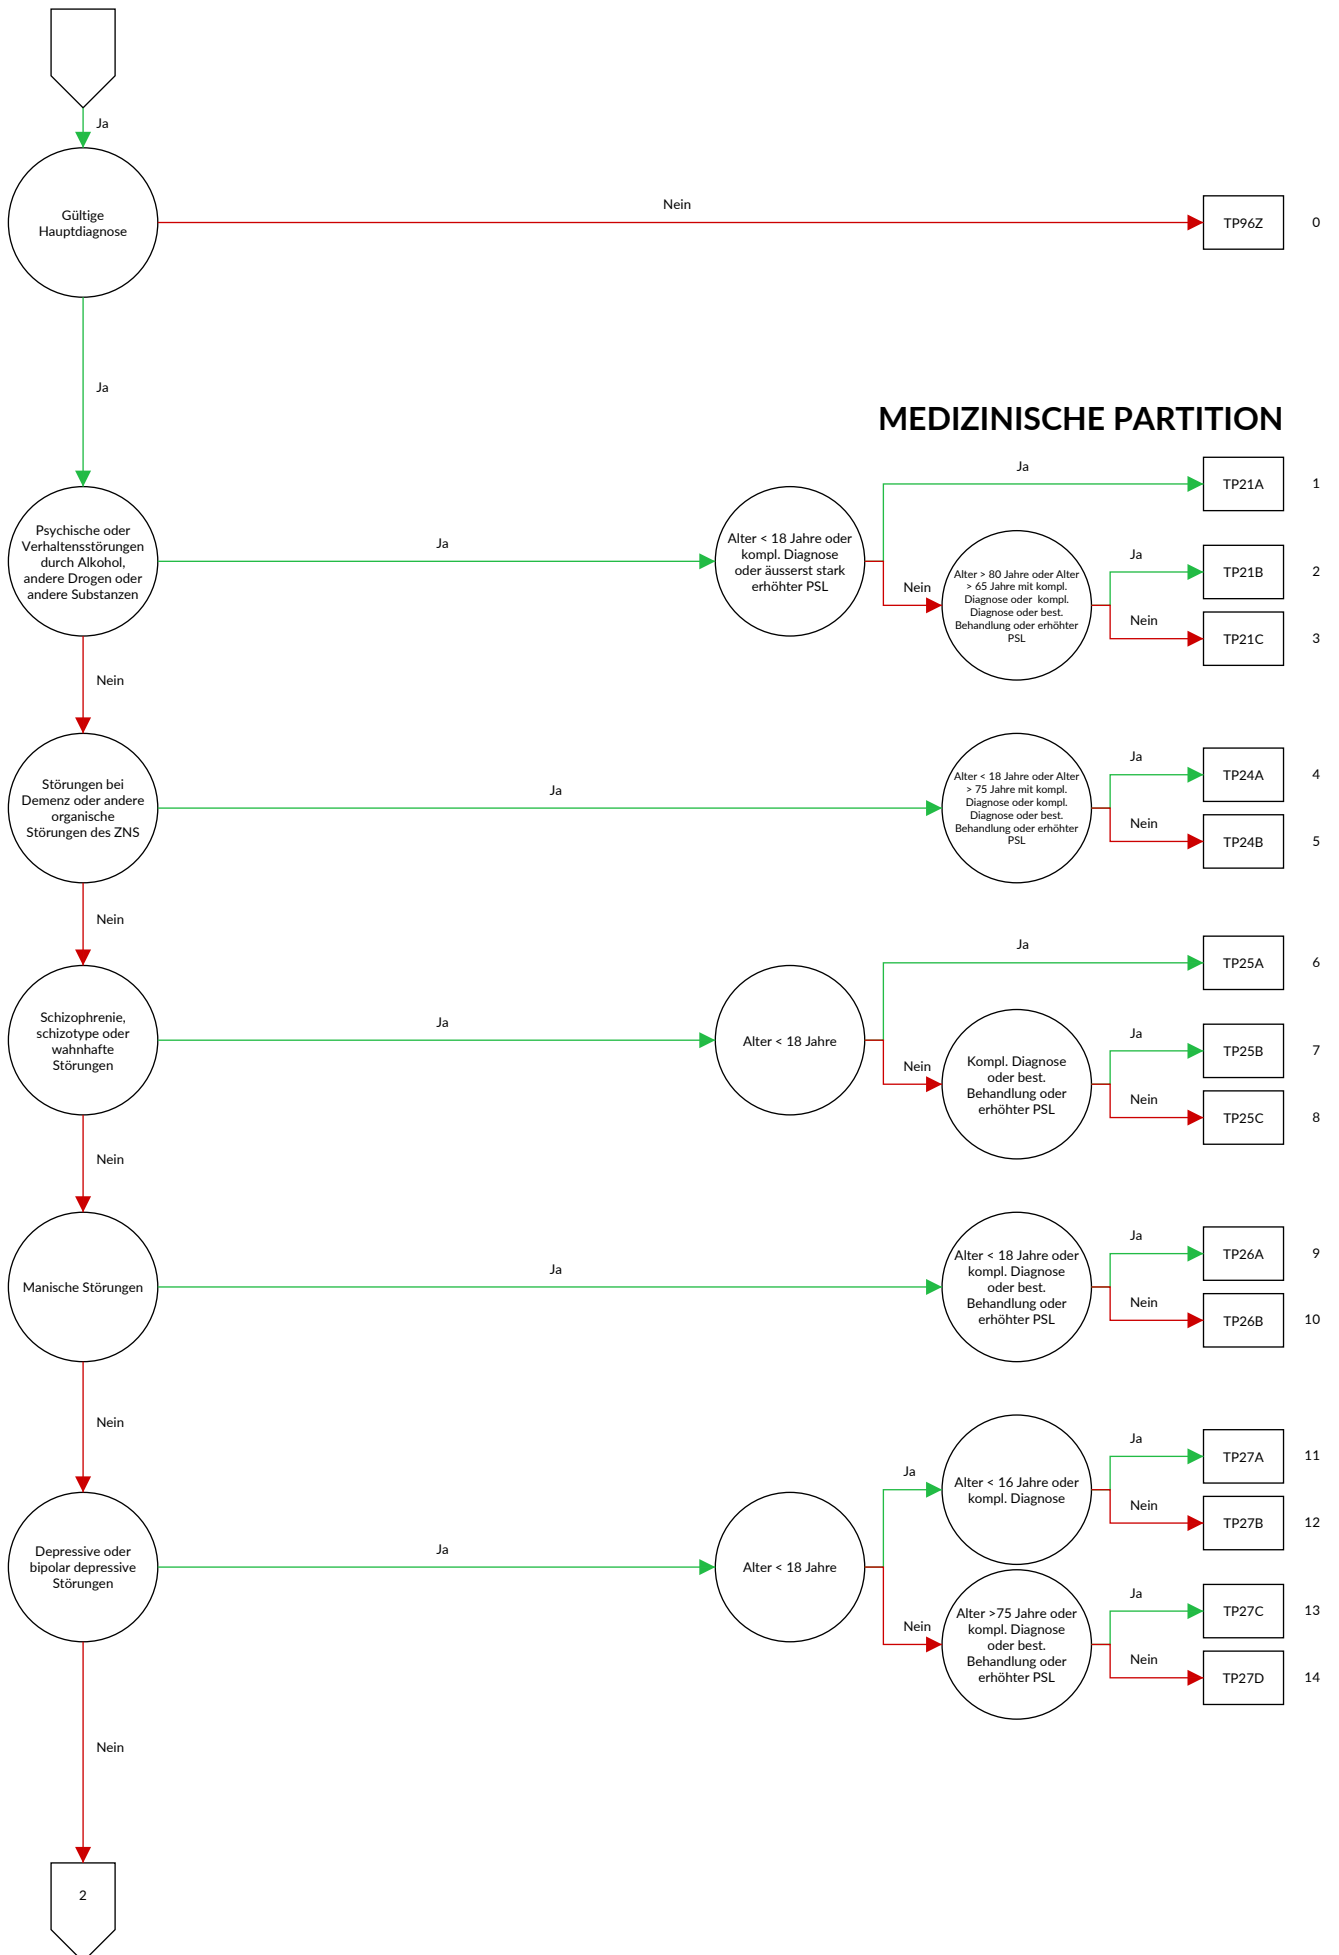 Ja
Gültige
Hauptdiagnose
Nein
TP96Z
0
Ja
MEDIZINISCHE PARTITION
Psychische oder
Verhaltensstörungen
durch Alkohol,
andere Drogen oder
andere Substanzen
Ja
Alter < 18 Jahre oder
kompl. Diagnose
oder äusserst stark
erhöhter PSL
Ja
TP21A
1
Nein
Alter > 80 Jahre oder Alter
> 65 Jahre mit kompl.
Diagnose oder kompl.
Diagnose oder best.
Behandlung oder erhöhter
PSL
Ja
TP21B
2
Nein
TP21C
3
Nein
Störungen bei
Demenz oder andere
organische
Störungen des ZNS
Ja
Alter < 18 Jahre oder Alter
> 75 Jahre mit kompl.
Diagnose oder kompl.
Diagnose oder best.
Behandlung oder erhöhter
PSL
Ja
TP24A
4
Nein
TP24B
5
Nein
Schizophrenie,
schizotype oder
wahnhafte
Störungen
Ja
Alter < 18 Jahre
Ja
TP25A
6
Nein
Kompl. Diagnose
oder best.
Behandlung oder
erhöhter PSL
Ja
TP25B
7
Nein
TP25C
8
Nein
Manische Störungen
Ja
Alter < 18 Jahre oder
kompl. Diagnose
oder best.
Behandlung oder
erhöhter PSL
Ja
TP26A
9
Nein
TP26B
10
Nein
Depressive oder
bipolar depressive
Störungen
Ja
Alter < 18 Jahre
Ja
Alter < 16 Jahre oder
kompl. Diagnose
Ja
TP27A
11
Nein
TP27B
12
Nein
Alter >75 Jahre oder
kompl. Diagnose
oder best.
Behandlung oder
erhöhter PSL
Ja
TP27C
13
Nein
TP27D
14
Nein
2